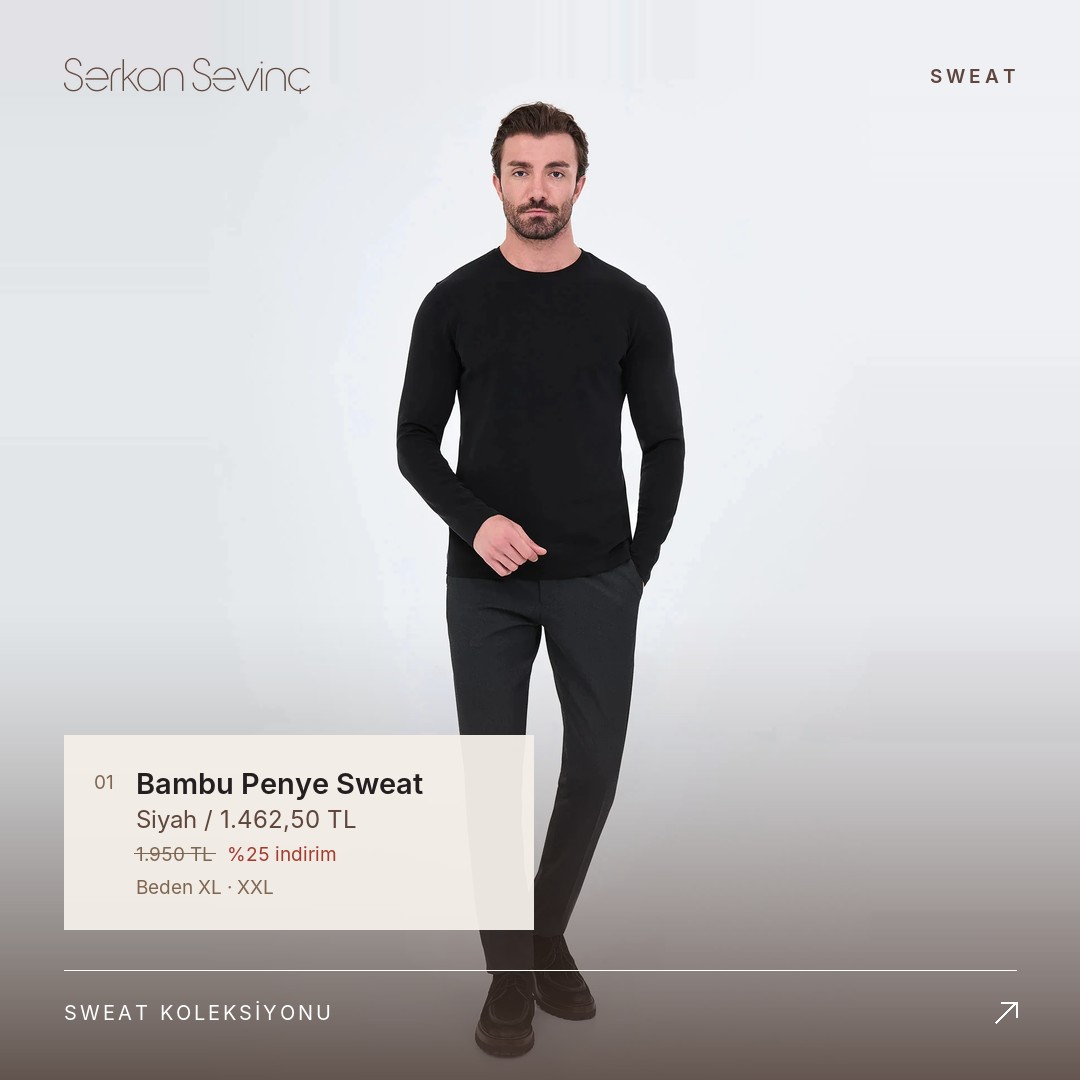 Serkan Sevinç
SWEAT
01 Bambu Penye Sweat
Siyah / 1.462,50 TL
1.950 TL %25 indirim
Beden XL · XXL
SWEAT KOLEKSİYONU